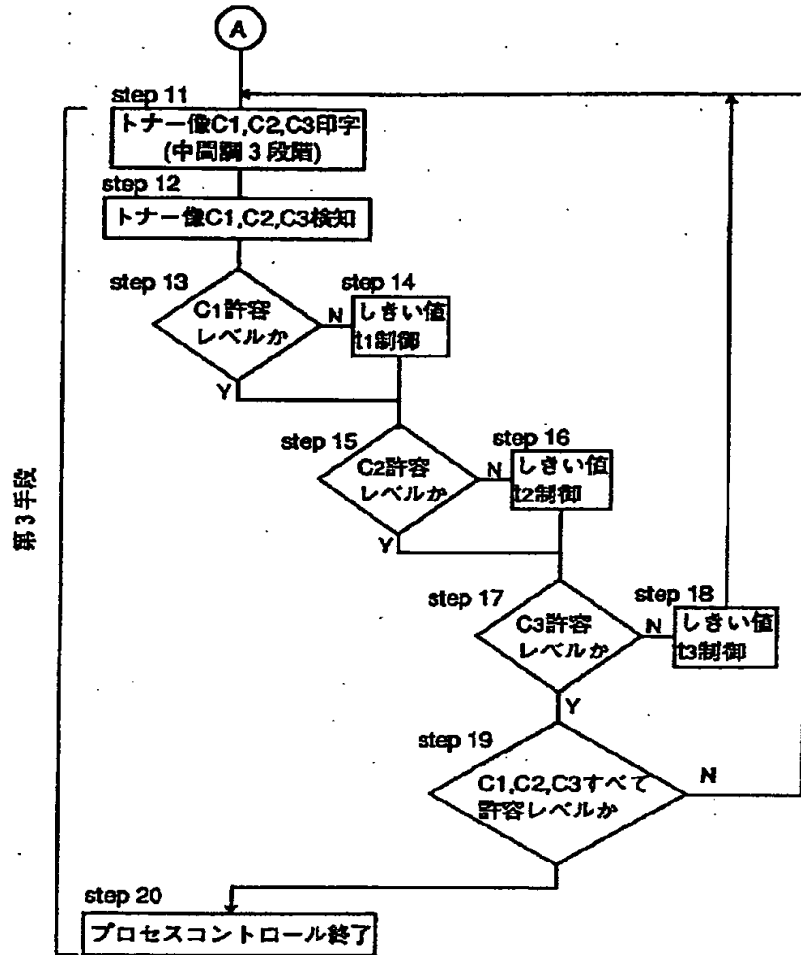 A
step 11
トナー像C1,C2,C3印字
(中間調3段階)
step 12
トナー像C1,C2,C3検知
step 13
C1許容
レベルか
N
Y
step 14
しきい値
t1制御
step 15
C2許容
レベルか
N
Y
step 16
しきい値
t2制御
step 17
C3許容
レベルか
N
Y
step 18
しきい値
t3制御
step 19
C1,C2,C3すべて
許容レベルか
N
step 20
プロセスコントロール終了
第3手段